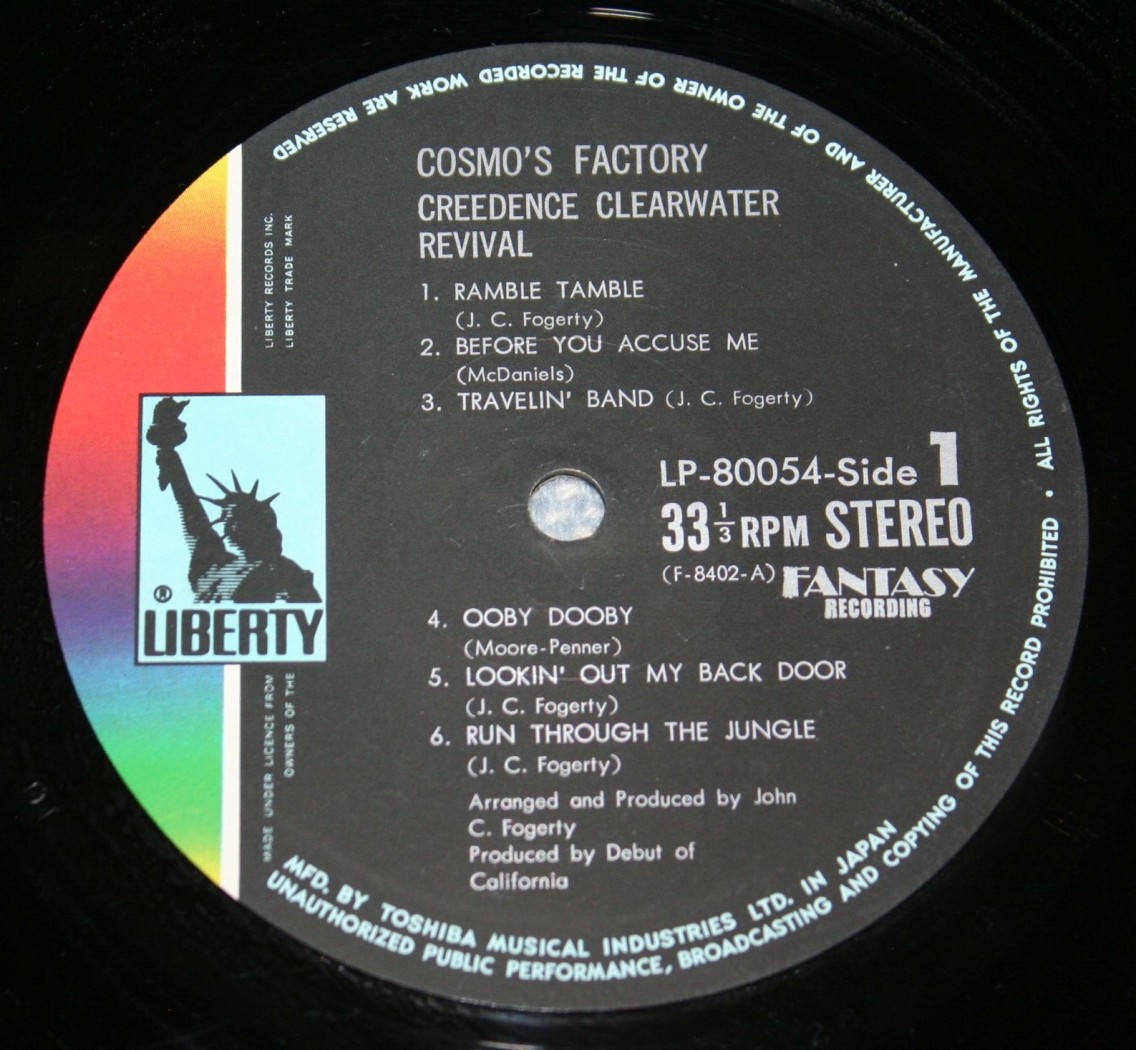 COSMO'S FACTORY
CREEDENCE CLEARWATER
REVIVAL
1. RAMBLE TAMBLE
(J. C. Fogerty)
2. BEFORE YOU ACCUSE ME
(McDaniels)
3. TRAVELIN' BAND (J. C. Fogerty)
LP-80054-Side 1
33 1/3 RPM STEREO
(F-8402-A) FANTASY
RECORDING
4. OOBY DOOBY
(Moore-Penner)
5. LOOKIN' OUT MY BACK DOOR
(J. C. Fogerty)
6. RUN THROUGH THE JUNGLE
(J. C. Fogerty)
Arranged and Produced by John
C. Fogerty
Produced by Debut of
California
LIBERTY RECORDS INC.
LIBERTY TRADE MARK
®
LIBERTY
MADE UNDER LICENCE FROM
OWNERS OF THE
MFD. BY TOSHIBA MUSICAL INDUSTRIES LTD. IN JAPAN
UNAUTHORIZED PUBLIC PERFORMANCE, BROADCASTING AND COPYING OF THIS RECORD PROHIBITED • ALL RIGHTS OF THE MANUFACTURER AND OF THE OWNER OF THE RECORDED WORK ARE RESERVED